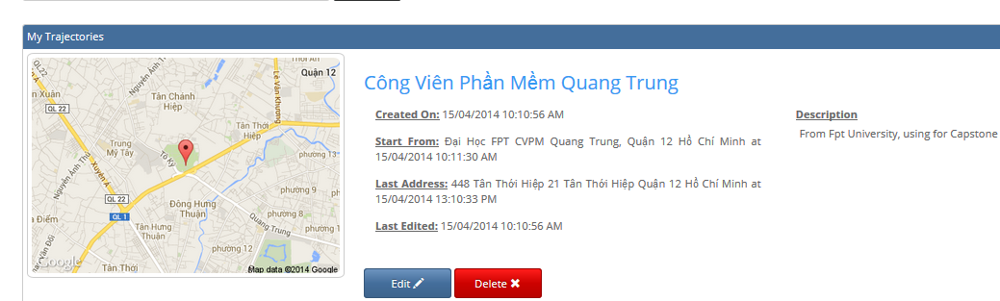 My Trajectories
Quận 12
Nguyễn Ảnh Thủ
Lê Văn Khương
n Xuân
QL 22
Tân Chánh
Hiệp
Tân Thới
Hiệp
Trung
Mỹ Tây
Tô Ký
phường 13
Xuyên Á
phường 9
QL 22
Đông Hưng
Thuận
phường 8
QL 1
à Điểm
Tân Hưng
Thuận
Quang Trung
phường 1
phường 12
Google
Tân Thới
Map data ©2014 Google
Công Viên Phần Mềm Quang Trung
Created On: 15/04/2014 10:10:56 AM
Start From: Đại Học FPT CVPM Quang Trung, Quận 12 Hồ Chí Minh at
15/04/2014 10:11:30 AM
Last Address: 448 Tân Thới Hiệp 21 Tân Thới Hiệp Quận 12 Hồ Chí Minh at
15/04/2014 13:10:33 PM
Last Edited: 15/04/2014 10:10:56 AM
Edit
Delete
Description
From Fpt University, using for Capstone